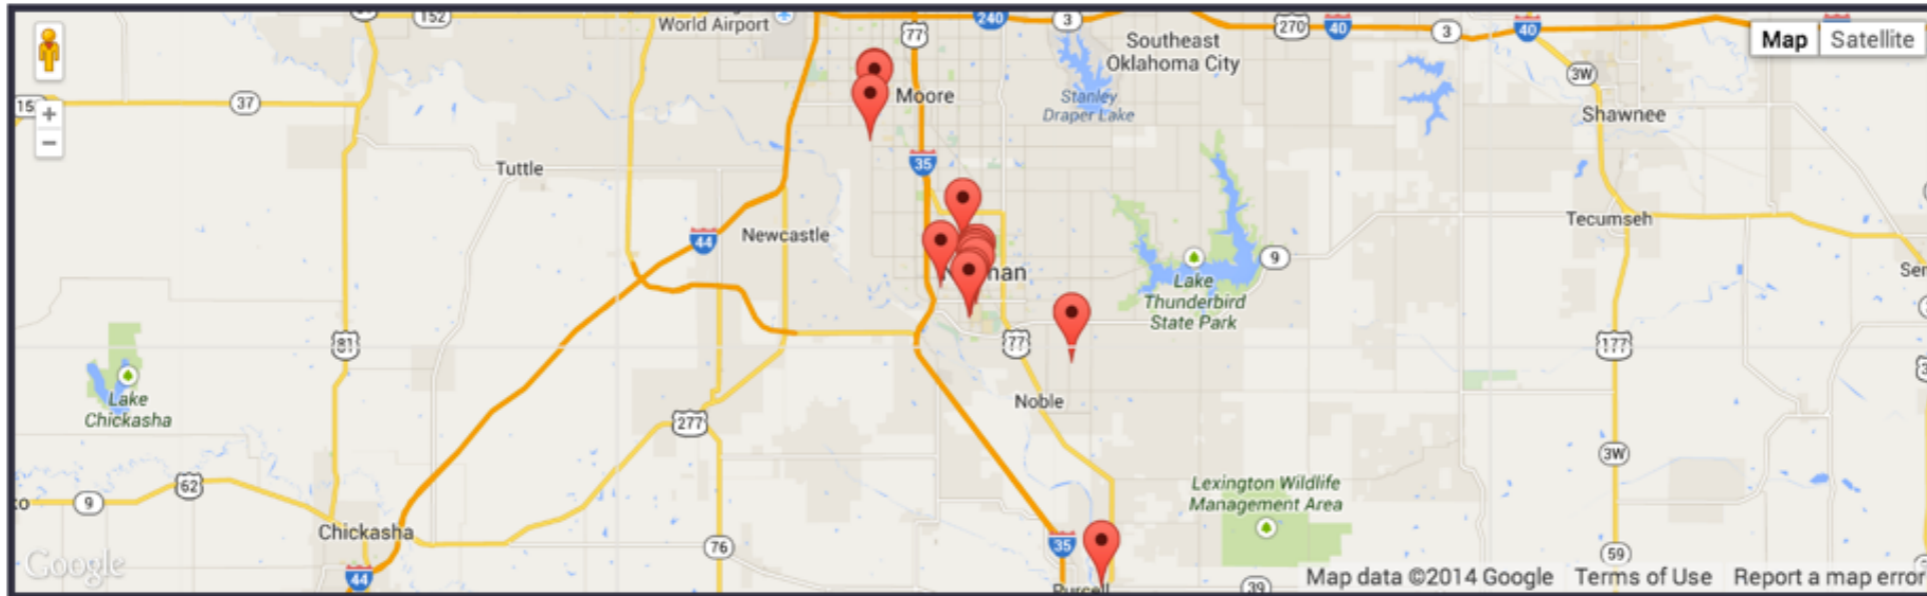 152
World Airport
77
240
3
270
40
3
40
Map
Satellite
Southeast
Oklahoma City
3W
15
37
+
−
Moore
Stanley
Draper Lake
Shawnee
35
Tuttle
44
Newcastle
Tecumseh
9
Lake
Thunderbird
State Park
81
77
177
Lake
Chickasha
Noble
277
3W
62
9
Lexington Wildlife
Management Area
Chickasha
76
35
59
Google
44
Purcell
39
Map data ©2014 Google
Terms of Use
Report a map error